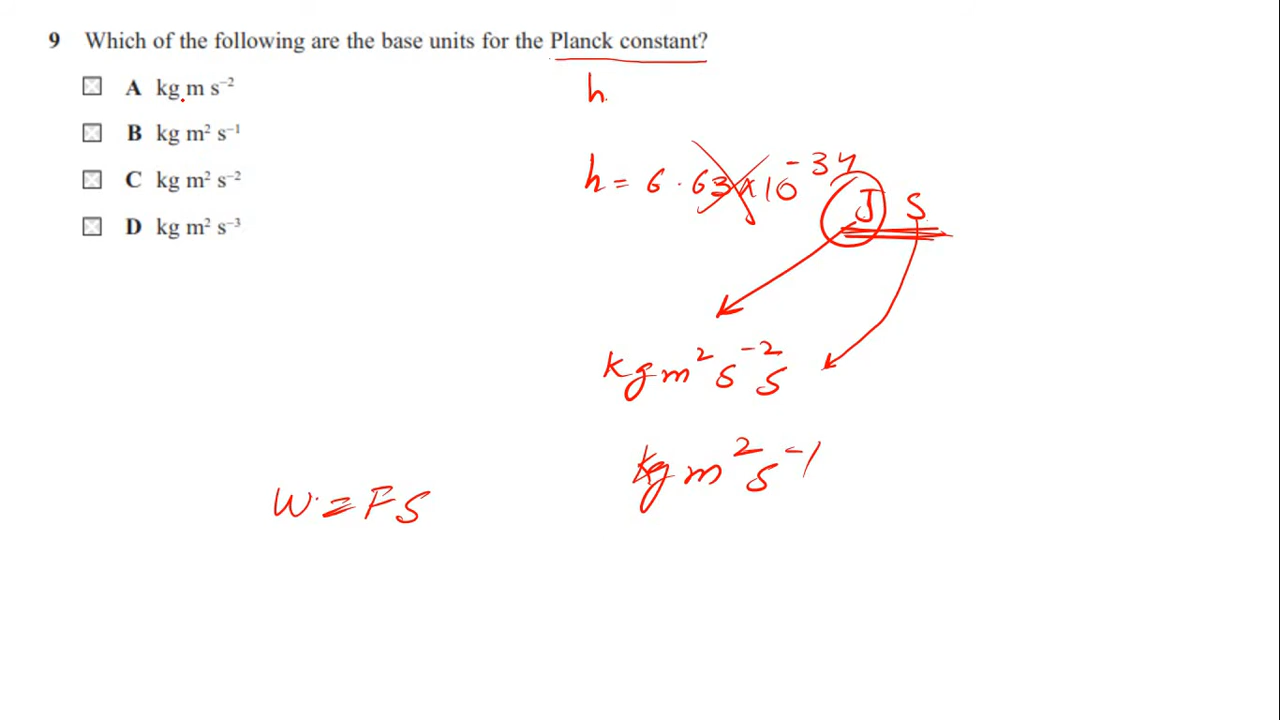 9 Which of the following are the base units for the Planck constant?
A kg m s⁻²
B kg m² s⁻¹
C kg m² s⁻²
D kg m² s⁻³
h
h = 6.63 x 10⁻³⁴ J s
kg m² s⁻² s
kg m² s⁻¹
W = F s